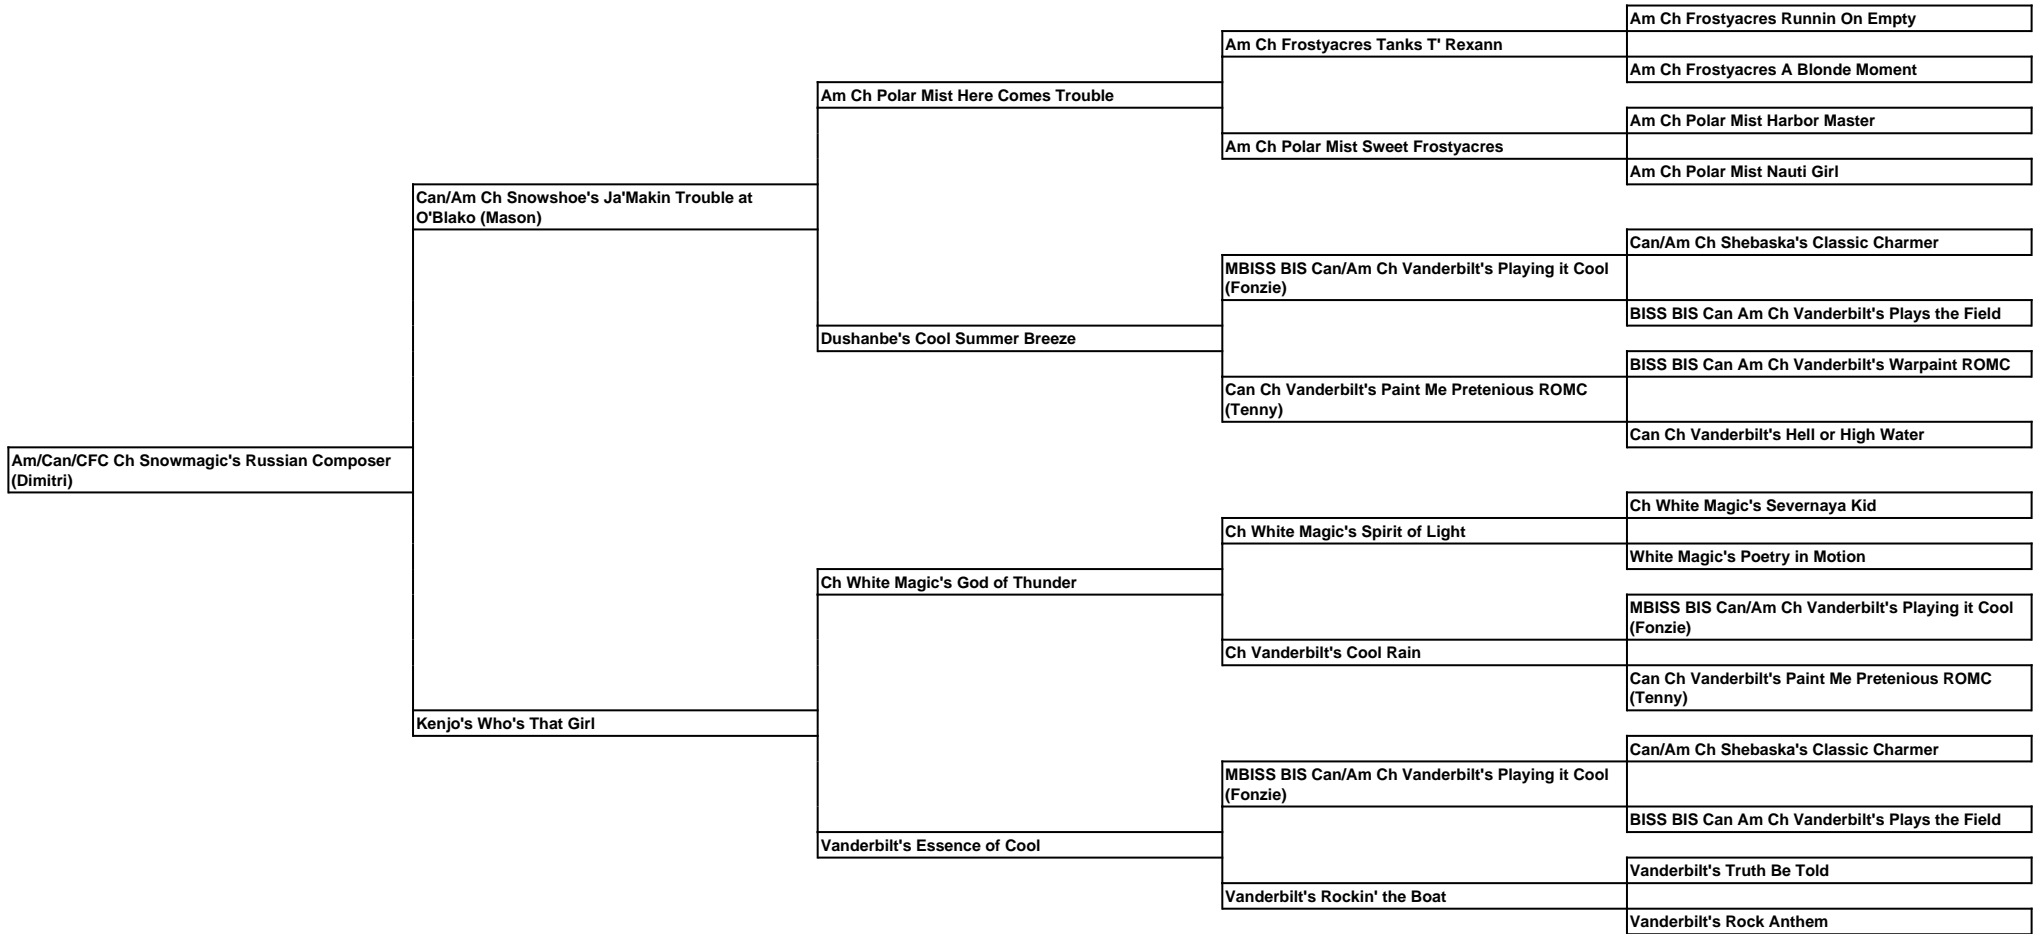 Am Ch Frostyacres Runnin On Empty
Am Ch Frostyacres Tanks T' Rexann
Am Ch Frostyacres A Blonde Moment
Am Ch Polar Mist Here Comes Trouble
Am Ch Polar Mist Harbor Master
Am Ch Polar Mist Sweet Frostyacres
Am Ch Polar Mist Nauti Girl
Can/Am Ch Snowshoe's Ja'Makin Trouble at
O'Blako (Mason)
Can/Am Ch Shebaska's Classic Charmer
MBISS BIS Can/Am Ch Vanderbilt's Playing it Cool
(Fonzie)
BISS BIS Can Am Ch Vanderbilt's Plays the Field
Dushanbe's Cool Summer Breeze
BISS BIS Can Am Ch Vanderbilt's Warpaint ROMC
Can Ch Vanderbilt's Paint Me Pretenious ROMC
(Tenny)
Can Ch Vanderbilt's Hell or High Water
Am/Can/CFC Ch Snowmagic's Russian Composer
(Dimitri)
Ch White Magic's Severnaya Kid
Ch White Magic's Spirit of Light
White Magic's Poetry in Motion
Ch White Magic's God of Thunder
MBISS BIS Can/Am Ch Vanderbilt's Playing it Cool
(Fonzie)
Ch Vanderbilt's Cool Rain
Can Ch Vanderbilt's Paint Me Pretenious ROMC
(Tenny)
Kenjo's Who's That Girl
Can/Am Ch Shebaska's Classic Charmer
MBISS BIS Can/Am Ch Vanderbilt's Playing it Cool
(Fonzie)
BISS BIS Can Am Ch Vanderbilt's Plays the Field
Vanderbilt's Essence of Cool
Vanderbilt's Truth Be Told
Vanderbilt's Rockin' the Boat
Vanderbilt's Rock Anthem